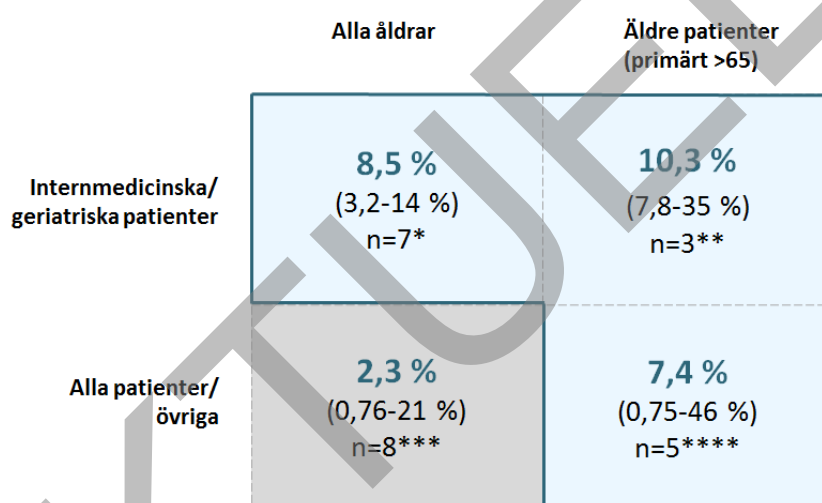 Alla åldrar
Äldre patienter
(primärt >65)
Internmedicinska/
geriatriska patienter
8,5 %
(3,2-14 %)
n=7*
10,3 %
(7,8-35 %)
n=3**
Alla patienter/
övriga
2,3 %
(0,76-21 %)
n=8***
7,4 %
(0,75-46 %)
n=5****
KTUEL